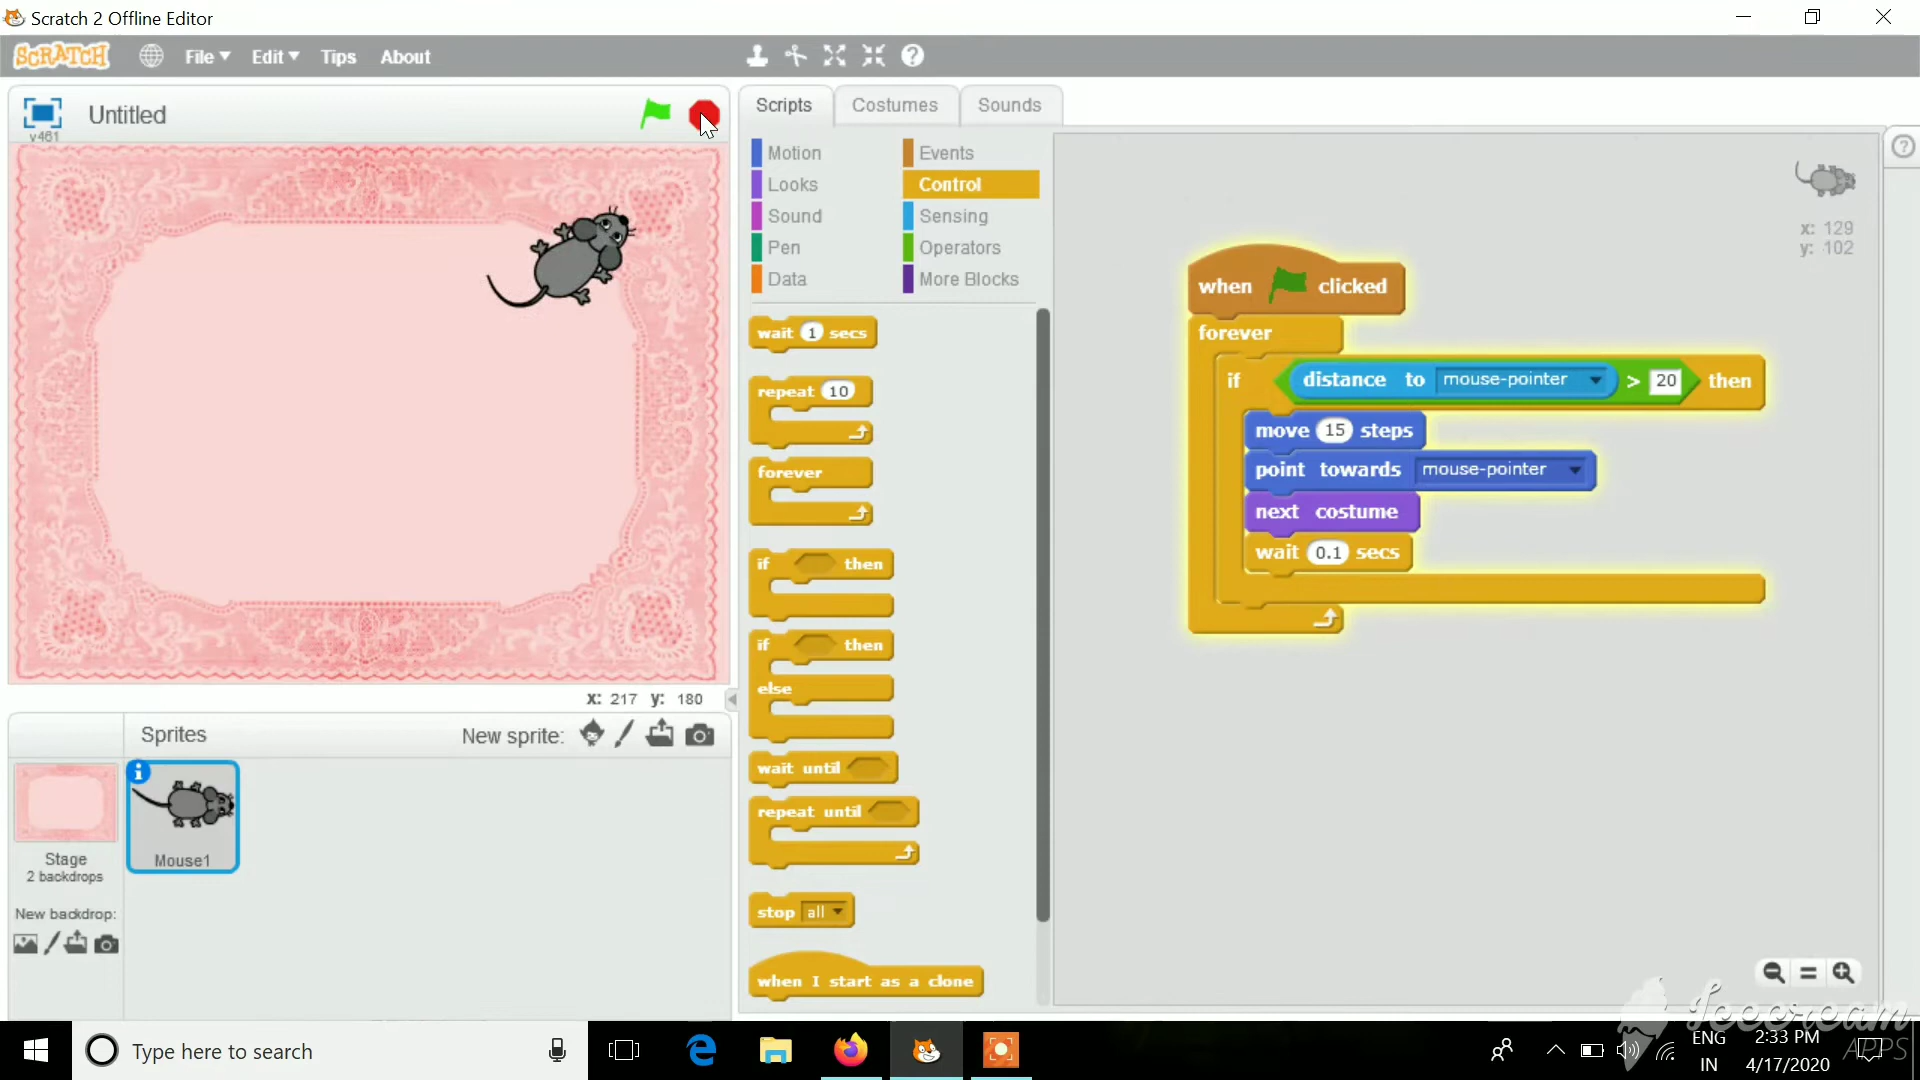 Scratch 2 Offline Editor
SCRATCH File Edit Tips About
v461
Untitled
Scripts Costumes Sounds
Motion Events
Looks Control
Sound Sensing
Pen Operators
Data More Blocks
x: 129
y: 102
wait 1 secs
repeat 10
forever
if then
if then
else
wait until
repeat until
stop all
when I start as a clone
when clicked
forever
if distance to mouse-pointer > 20 then
move 15 steps
point towards mouse-pointer
next costume
wait 0.1 secs
x: 217 y: 180
Sprites New sprite:
Mouse1
Stage
2 backdrops
New backdrop:
Icecream
APPS
Type here to search
ENG
IN
2:33 PM
4/17/2020